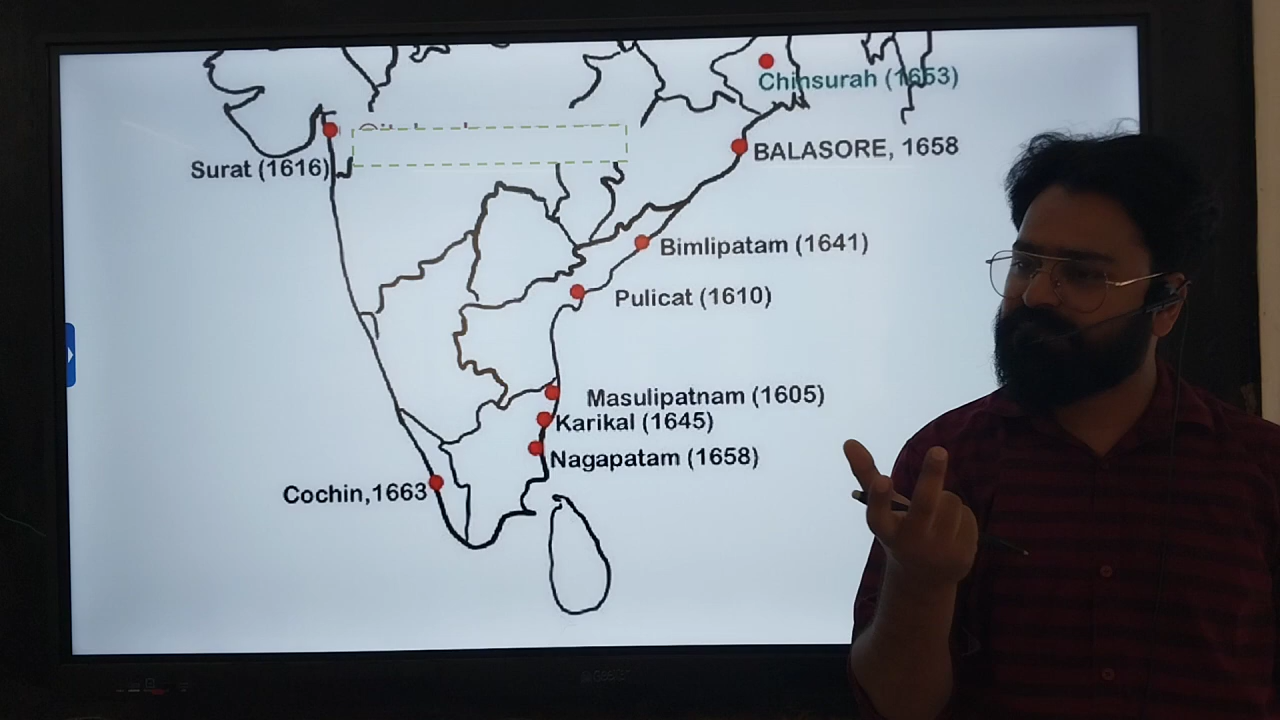 Chinsurah (1653)
BALASORE, 1658
Surat (1616)
Bimlipatam (1641)
Pulicat (1610)
Masulipatnam (1605)
Karikal (1645)
Nagapatam (1658)
Cochin,1663